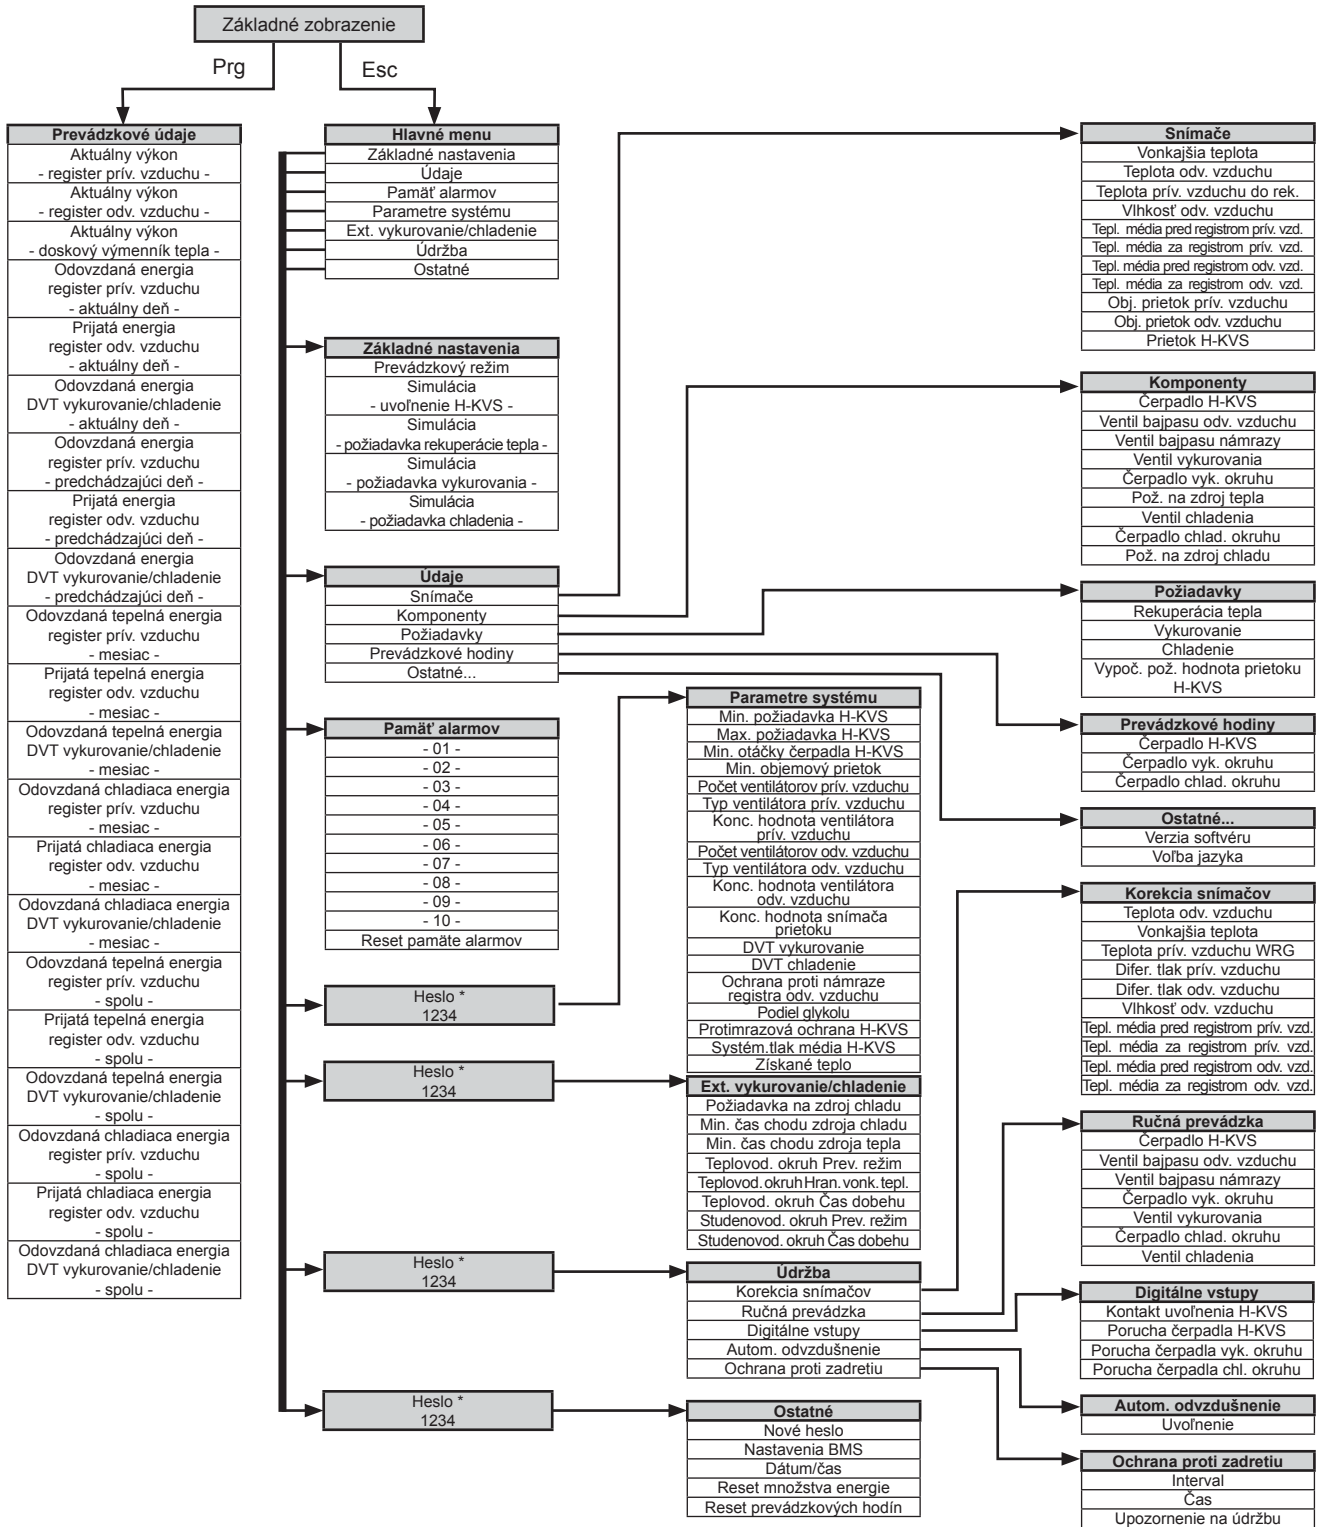 Základné zobrazenie
Prg
Esc
Prevádzkové údaje
Aktuálny výkon
- register prív. vzduchu -
Aktuálny výkon
- register odv. vzduchu -
Aktuálny výkon
- doskový výmenník tepla -
Odovzdaná energia
register prív. vzduchu
- aktuálny deň -
Prijatá energia
register odv. vzduchu
- aktuálny deň -
Odovzdaná energia
DVT vykurovanie/chladenie
- aktuálny deň -
Odovzdaná energia
register prív. vzduchu
- predchádzajúci deň -
Prijatá energia
register odv. vzduchu
- predchádzajúci deň -
Odovzdaná energia
DVT vykurovanie/chladenie
- predchádzajúci deň -
Odovzdaná tepelná energia
register prív. vzduchu
- mesiac -
Prijatá tepelná energia
register odv. vzduchu
- mesiac -
Odovzdaná tepelná energia
DVT vykurovanie/chladenie
- mesiac -
Odovzdaná chladiaca energia
register prív. vzduchu
- mesiac -
Prijatá chladiaca energia
register odv. vzduchu
- mesiac -
Odovzdaná chladiaca energia
DVT vykurovanie/chladenie
- mesiac -
Odovzdaná tepelná energia
register prív. vzduchu
- spolu -
Prijatá tepelná energia
register odv. vzduchu
- spolu -
Odovzdaná tepelná energia
DVT vykurovanie/chladenie
- spolu -
Odovzdaná chladiaca energia
register prív. vzduchu
- spolu -
Prijatá chladiaca energia
register odv. vzduchu
- spolu -
Odovzdaná chladiaca energia
DVT vykurovanie/chladenie
- spolu -
Hlavné menu
Základné nastavenia
Údaje
Pamäť alarmov
Parametre systému
Ext. vykurovanie/chladenie
Údržba
Ostatné
Základné nastavenia
Prevádzkový režim
Simulácia
- uvoľnenie H-KVS -
Simulácia
- požiadavka rekuperácie tepla -
Simulácia
- požiadavka vykurovania -
Simulácia
- požiadavka chladenia -
Údaje
Snímače
Komponenty
Požiadavky
Prevádzkové hodiny
Ostatné...
Pamäť alarmov
- 01 -
- 02 -
- 03 -
- 04 -
- 05 -
- 06 -
- 07 -
- 08 -
- 09 -
- 10 -
Reset pamäte alarmov
Heslo *
1234
Heslo *
1234
Heslo *
1234
Heslo *
1234
Parametre systému
Min. požiadavka H-KVS
Max. požiadavka H-KVS
Min. otáčky čerpadla H-KVS
Min. objemový prietok
Počet ventilátorov prív. vzduchu
Typ ventilátora prív. vzduchu
Konc. hodnota ventilátora
prív. vzduchu
Počet ventilátorov odv. vzduchu
Typ ventilátora odv. vzduchu
Konc. hodnota ventilátora
odv. vzduchu
Konc. hodnota snímača
prietoku
DVT vykurovanie
DVT chladenie
Ochrana proti námraze
registra odv. vzduchu
Podiel glykolu
Protimrazová ochrana H-KVS
Systém.tlak média H-KVS
Získané teplo
Ext. vykurovanie/chladenie
Požiadavka na zdroj chladu
Min. čas chodu zdroja chladu
Min. čas chodu zdroja tepla
Teplovod. okruh Prev. režim
Teplovod. okruh Hran. vonk. tepl.
Teplovod. okruh Čas dobehu
Studenovod. okruh Prev. režim
Studenovod. okruh Čas dobehu
Údržba
Korekcia snímačov
Ručná prevádzka
Digitálne vstupy
Autom. odvzdušnenie
Ochrana proti zadretiu
Ostatné
Nové heslo
Nastavenia BMS
Dátum/čas
Reset množstva energie
Reset prevádzkových hodín
Snímače
Vonkajšia teplota
Teplota odv. vzduchu
Teplota prív. vzduchu do rek.
Vlhkosť odv. vzduchu
Tepl. média pred registrom prív. vzd.
Tepl. média za registrom prív. vzd.
Tepl. média pred registrom odv. vzd.
Tepl. média za registrom odv. vzd.
Obj. prietok prív. vzduchu
Obj. prietok odv. vzduchu
Prietok H-KVS
Komponenty
Čerpadlo H-KVS
Ventil bajpasu odv. vzduchu
Ventil bajpasu námrazy
Ventil vykurovania
Čerpadlo vyk. okruhu
Pož. na zdroj tepla
Ventil chladenia
Čerpadlo chlad. okruhu
Pož. na zdroj chladu
Požiadavky
Rekuperácia tepla
Vykurovanie
Chladenie
Vypoč. pož. hodnota prietoku
H-KVS
Prevádzkové hodiny
Čerpadlo H-KVS
Čerpadlo vyk. okruhu
Čerpadlo chlad. okruhu
Ostatné...
Verzia softvéru
Voľba jazyka
Korekcia snímačov
Teplota odv. vzduchu
Vonkajšia teplota
Teplota prív. vzduchu WRG
Difer. tlak prív. vzduchu
Difer. tlak odv. vzduchu
Vlhkosť odv. vzduchu
Tepl. média pred registrom prív. vzd.
Tepl. média za registrom prív. vzd.
Tepl. média pred registrom odv. vzd.
Tepl. média za registrom odv. vzd.
Ručná prevádzka
Čerpadlo H-KVS
Ventil bajpasu odv. vzduchu
Ventil bajpasu námrazy
Čerpadlo vyk. okruhu
Ventil vykurovania
Čerpadlo chlad. okruhu
Ventil chladenia
Digitálne vstupy
Kontakt uvoľnenia H-KVS
Porucha čerpadla H-KVS
Porucha čerpadla vyk. okruhu
Porucha čerpadla chl. okruhu
Autom. odvzdušnenie
Uvoľnenie
Ochrana proti zadretiu
Interval
Čas
Upozornenie na údržbu